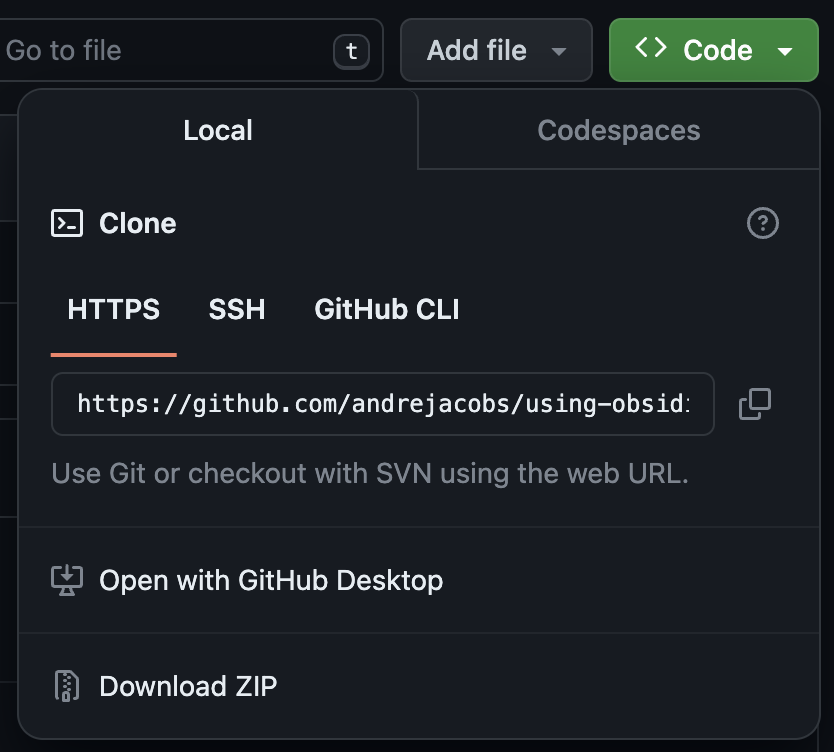 Go to file t Add file <> Code
Local Codespaces
Clone ?
HTTPS SSH GitHub CLI
https://github.com/andrejacobs/using-obsid
Use Git or checkout with SVN using the web URL.
Open with GitHub Desktop
Download ZIP